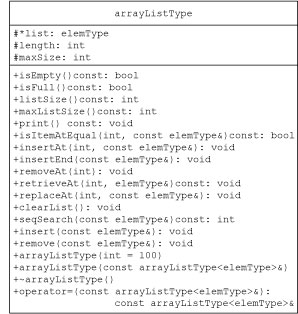 arrayListType
#*list: elemType
#length: int
#maxSize: int
+isEmpty()const: bool
+isFull()const: bool
+listSize()const: int
+maxListSize()const: int
+print() const: void
+isItemAtEqual(int, const elemType&)const: bool
+insertAt(int, const elemType&): void
+insertEnd(const elemType&): void
+removeAt(int): void
+retrieveAt(int, elemType&)const: void
+replaceAt(int, const elemType&): void
+clearList(): void
+seqSearch(const elemType&)const: int
+insert(const elemType&): void
+remove(const elemType&): void
+arrayListType(int = 100)
+arrayListType(const arrayListType<elemType>&)
+~arrayListType()
+operator=(const arrayListType<elemType>&):
const arrayListType<elemType>&